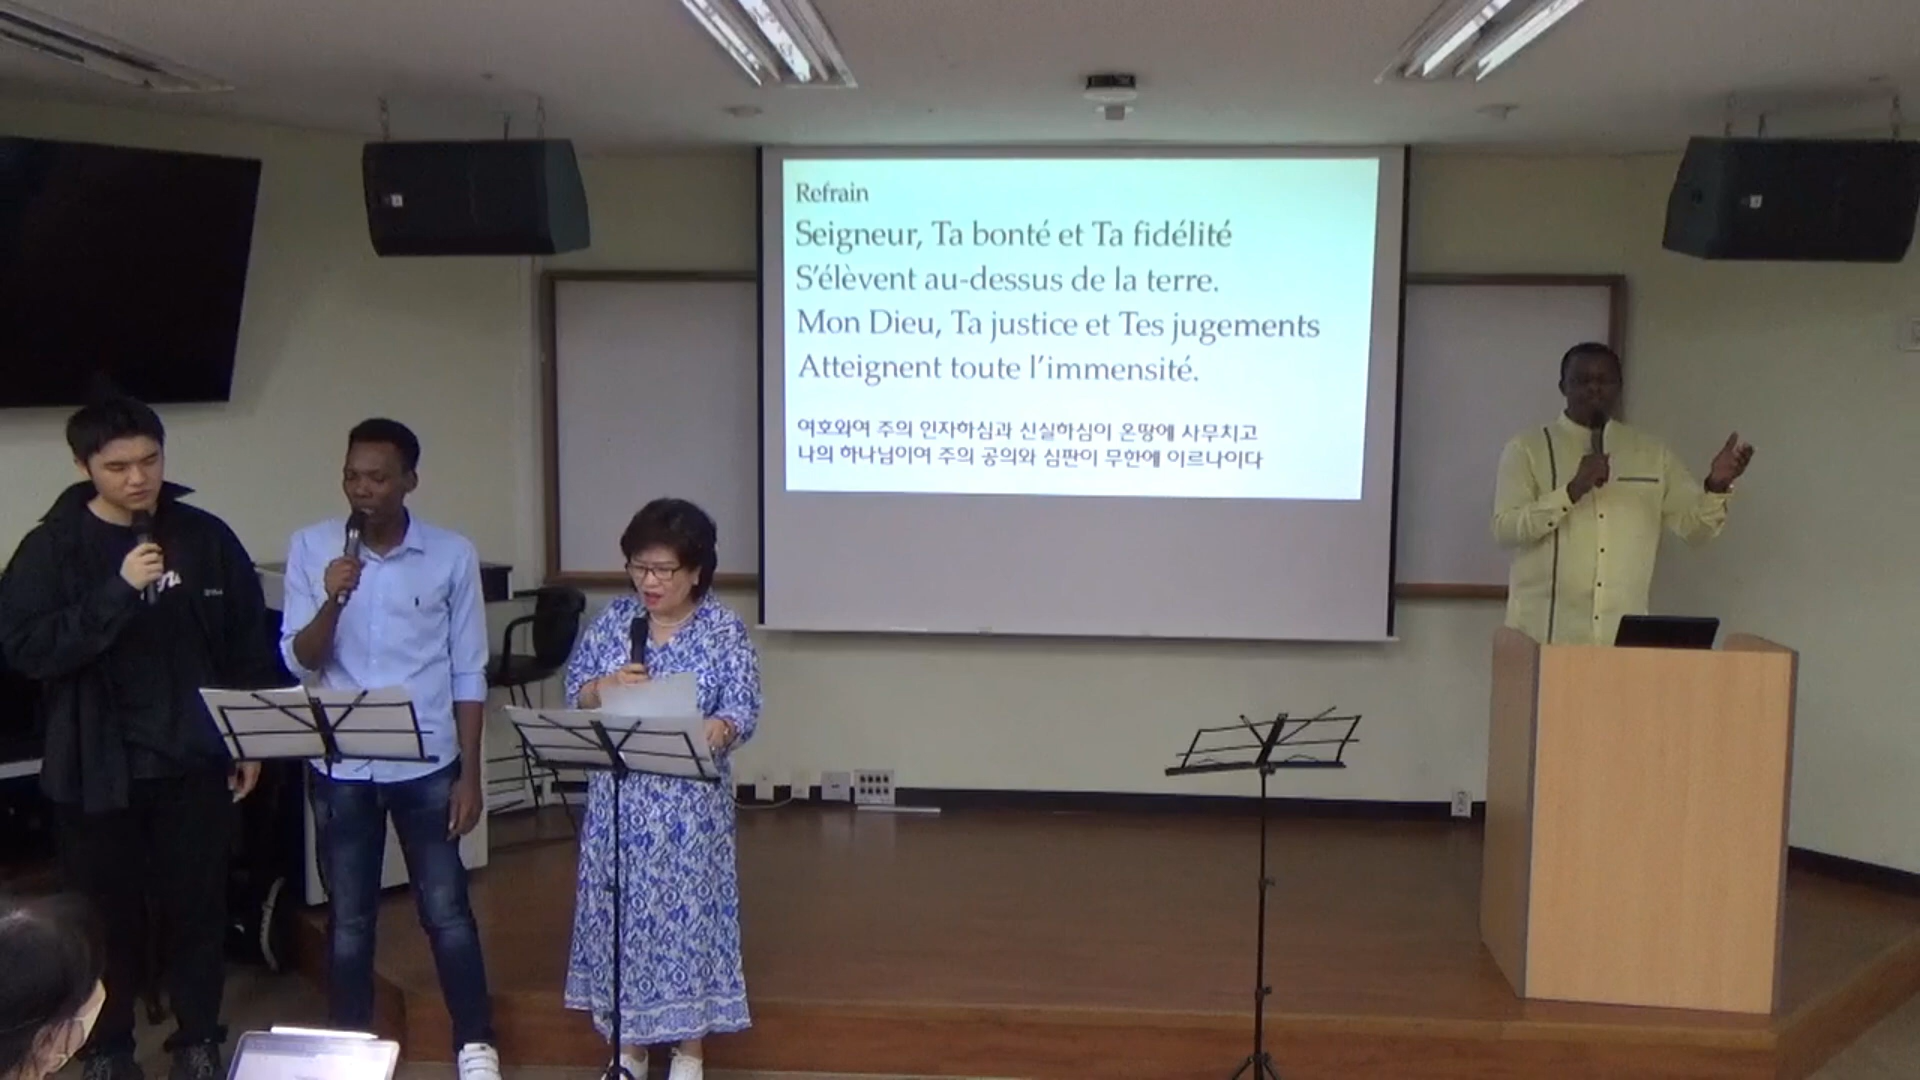 Refrain
Seigneur, Ta bonté et Ta fidélité
S'élèvent au-dessus de la terre.
Mon Dieu, Ta justice et Tes jugements
Atteignent toute l'immensité.
여호와여 주의 인자하심과 신실하심이 온땅에 사무치고
나의 하나님이여 주의 공의와 심판이 무한에 이르나이다